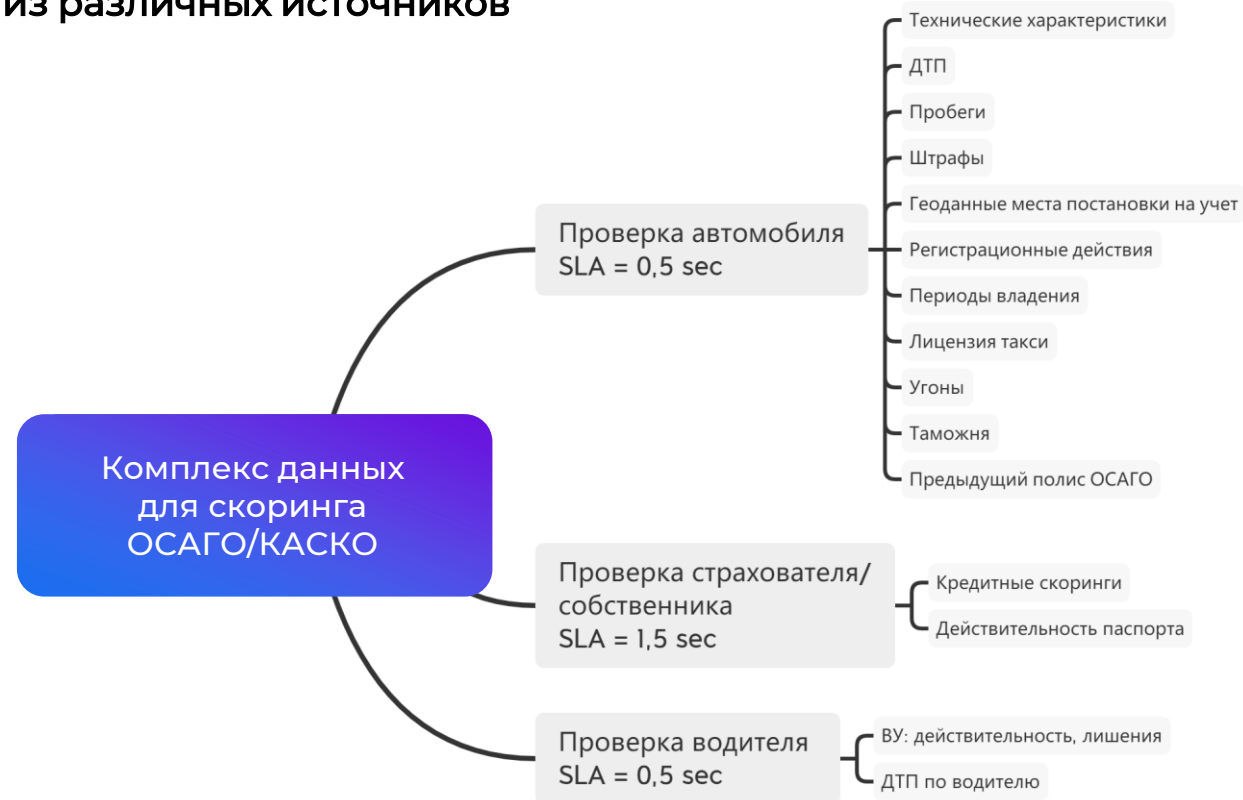 из различных источников
Комплекс данных
для скоринга
ОСАГО/КАСКО
Проверка автомобиля
SLA = 0,5 sec
Технические характеристики
ДТП
Пробеги
Штрафы
Геоданные места постановки на учет
Регистрационные действия
Периоды владения
Лицензия такси
Угоны
Таможня
Предыдущий полис ОСАГО
Проверка страхователя/
собственника
SLA = 1,5 sec
Кредитные скоринги
Действительность паспорта
Проверка водителя
SLA = 0,5 sec
ВУ: действительность, лишения
ДТП по водителю